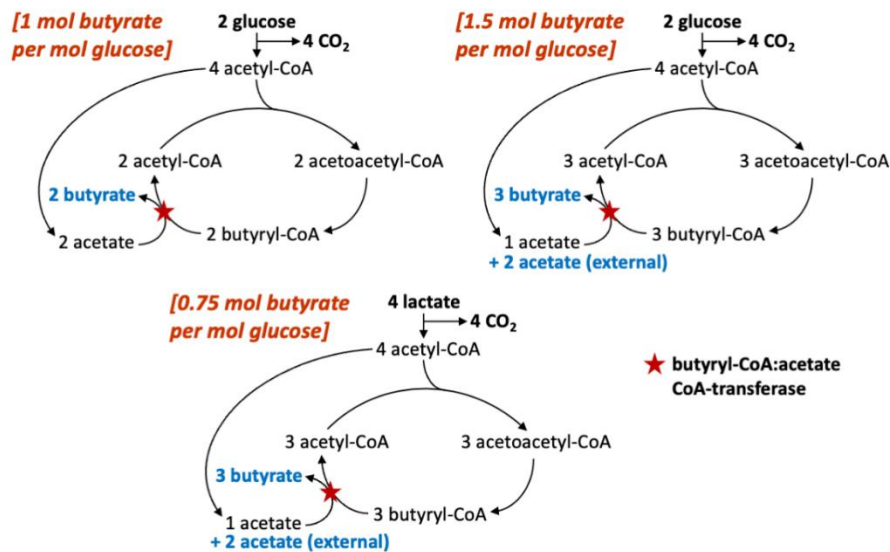 [1 mol butyrate
per mol glucose]
2 glucose
4 CO₂
4 acetyl-CoA
2 acetyl-CoA
2 acetoacetyl-CoA
2 butyrate
2 butyryl-CoA
2 acetate
[1.5 mol butyrate
per mol glucose]
2 glucose
4 CO₂
4 acetyl-CoA
3 acetyl-CoA
3 acetoacetyl-CoA
3 butyrate
3 butyryl-CoA
1 acetate
+ 2 acetate (external)
[0.75 mol butyrate
per mol glucose]
4 lactate
4 CO₂
4 acetyl-CoA
3 acetyl-CoA
3 acetoacetyl-CoA
3 butyrate
3 butyryl-CoA
1 acetate
+ 2 acetate (external)
butyryl-CoA:acetate
CoA-transferase